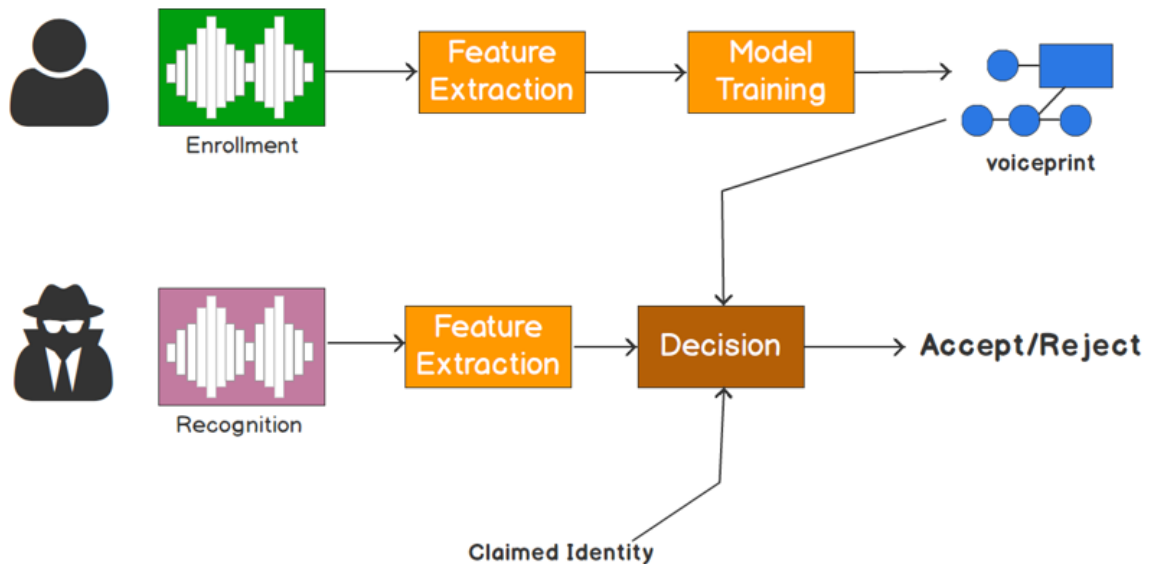 Feature
Extraction
Model
Training
Enrollment
voiceprint
Feature
Extraction
Decision
Accept/Reject
Recognition
Claimed Identity